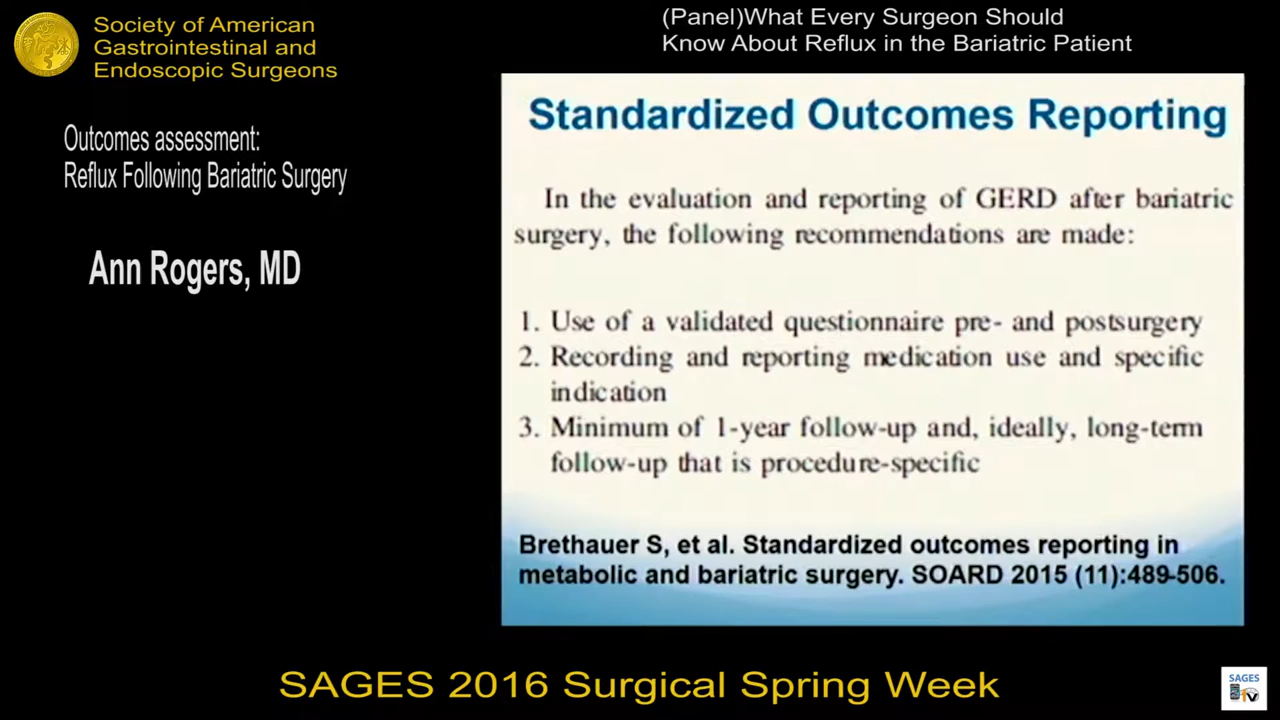 Society of American
Gastrointestinal and
Endoscopic Surgeons
(Panel)What Every Surgeon Should
Know About Reflux in the Bariatric Patient
Outcomes assessment:
Reflux Following Bariatric Surgery
Ann Rogers, MD
Standardized Outcomes Reporting
In the evaluation and reporting of GERD after bariatric
surgery, the following recommendations are made:
1. Use of a validated questionnaire pre- and postsurgery
2. Recording and reporting medication use and specific
indication
3. Minimum of 1-year follow-up and, ideally, long-term
follow-up that is procedure-specific
Brethauer S, et al. Standardized outcomes reporting in
metabolic and bariatric surgery. SOARD 2015 (11):489-506.
SAGES 2016 Surgical Spring Week
SAGES
tv